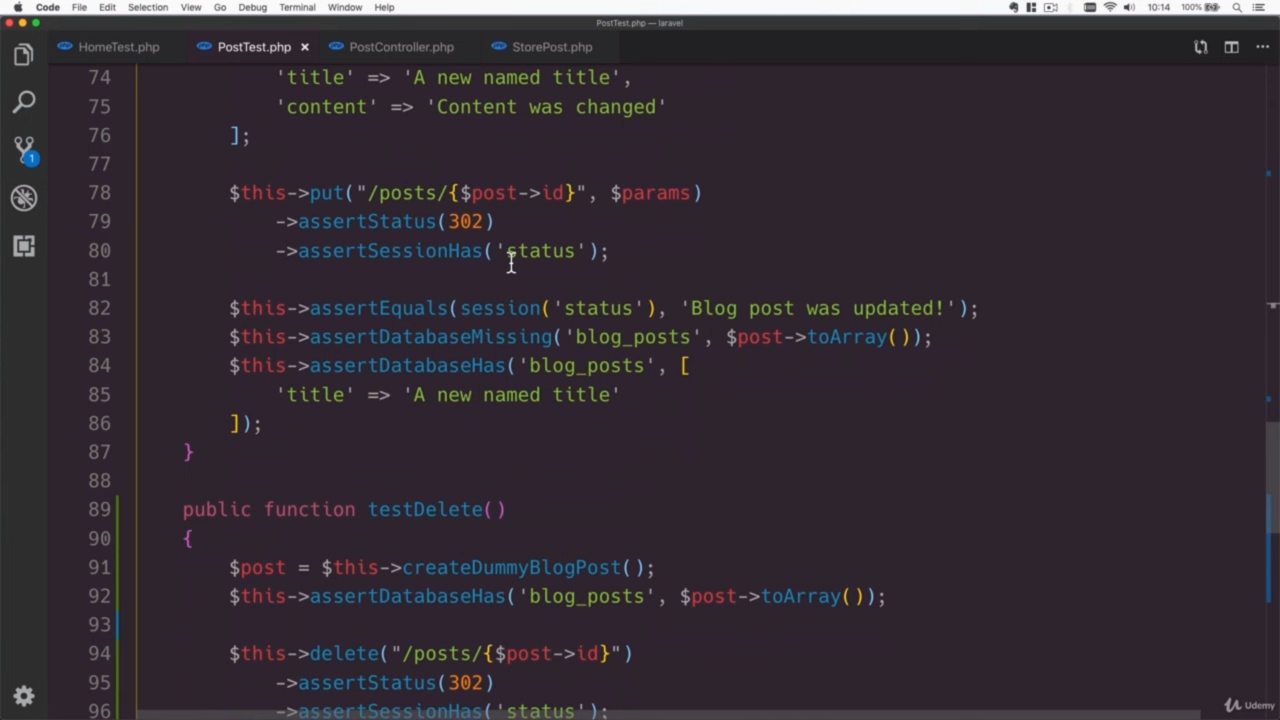 Code File Edit Selection View Go Debug Terminal Window Help 10:14 100%
PostTest.php — laravel
HomeTest.php PostTest.php × PostController.php StorePost.php
74 'title' => 'A new named title',
75 'content' => 'Content was changed'
76 ];
77
78 $this->put("/posts/{$post->id}", $params)
79 ->assertStatus(302)
80 ->assertSessionHas('status');
81
82 $this->assertEquals(session('status'), 'Blog post was updated!');
83 $this->assertDatabaseMissing('blog_posts', $post->toArray());
84 $this->assertDatabaseHas('blog_posts', [
85 'title' => 'A new named title'
86 ]);
87 }
88
89 public function testDelete()
90 {
91 $post = $this->createDummyBlogPost();
92 $this->assertDatabaseHas('blog_posts', $post->toArray());
93
94 $this->delete("/posts/{$post->id}")
95 ->assertStatus(302)
96 ->assertSessionHas('status');
1
Udemy